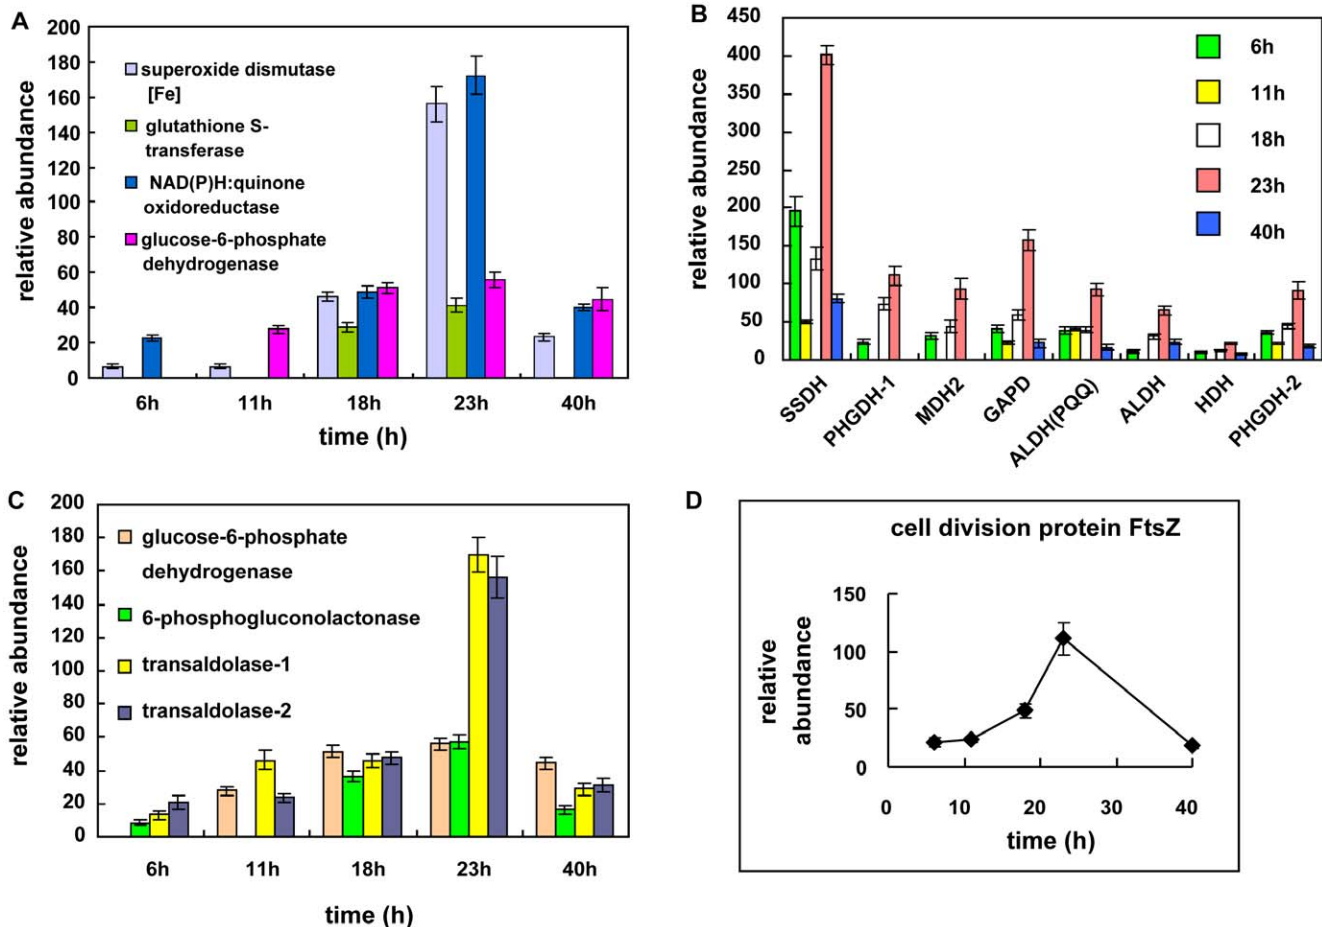 A
relative abundance
200
180
160
140
120
100
80
60
40
20
0
superoxide dismutase
[Fe]
glutathione S-
transferase
NAD(P)H:quinone
oxidoreductase
glucose-6-phosphate
dehydrogenase
6h 11h 18h 23h 40h
time (h)
B
relative abundance
450
400
350
300
250
200
150
100
50
0
6h
11h
18h
23h
40h
SSDH PHGDH-1 MDH2 GAPD ALDH(PQQ) ALDH HDH PHGDH-2
C
relative abundance
200
180
160
140
120
100
80
60
40
20
0
glucose-6-phosphate
dehydrogenase
6-phosphogluconolactonase
transaldolase-1
transaldolase-2
6h 11h 18h 23h 40h
time (h)
D
cell division protein FtsZ
relative
abundance
150
100
50
0
0 10 20 30 40
time (h)